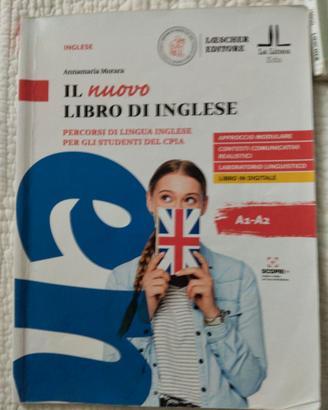 INGLESE
LŒSCHER
EDITORE
La Linea
Edu
Annamaria Morara
IL nuovo
LIBRO DI INGLESE
PERCORSI DI LINGUA INGLESE
PER GLI STUDENTI DEL CPIA
APPROCCIO MODULARE
CONTESTI COMUNICATIVI
REALISTICI
LABORATORIO LINGUISTICO
LIBRO IN DIGITALE
A1-A2